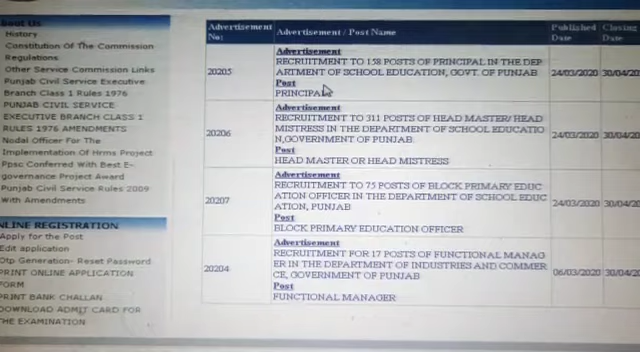 bout Us
History
Constitution Of The Commission
Regulations
Other Service Commission Links
Punjab Civil Service Executive
Branch Class 1 Rules 1976
PUNJAB CIVIL SERVICE
EXECUTIVE BRANCH CLASS 1
RULES 1976 AMENDMENTS
Nodal Officer For The
Implementation Of Hrms Project
Ppsc Conferred With Best E-
governance Project Award
Punjab Civil Service Rules 2009
With Amendments
NLINE REGISTRATION
Apply for the Post
Edit application
Otp Generation- Reset Password
PRINT ONLINE APPLICATION
FORM
PRINT BANK CHALLAN
DOWNLOAD ADMIT CARD FOR
THE EXAMINATION
Advertisement No: Advertisement / Post Name Published Date Closing Date
Advertisement
RECRUITMENT TO 158 POSTS OF PRINCIPAL IN THE DEP
ARTMENT OF SCHOOL EDUCATION, GOVT. OF PUNJAB
20205 24/03/2020 30/04/20
Post
PRINCIPAL
Advertisement
RECRUITMENT TO 311 POSTS OF HEAD MASTER/ HEAD
MISTRESS IN THE DEPARTMENT OF SCHOOL EDUCATIO
20206 24/03/2020 30/04/20
N,GOVERNMENT OF PUNJAB.
Post
HEAD MASTER OR HEAD MISTRESS
Advertisement
RECRUITMENT TO 75 POSTS OF BLOCK PRIMARY EDUC
ATION OFFICER IN THE DEPARTMENT OF SCHOOL EDUC
20207 24/03/2020 30/04/20
ATION, PUNJAB
Post
BLOCK PRIMARY EDUCATION OFFICER
Advertisement
RECRUITMENT FOR 17 POSTS OF FUNCTIONAL MANAG
ER IN THE DEPARTMENT OF INDUSTRIES AND COMMER
20204 06/03/2020 30/04/20
CE, GOVERNMENT OF PUNJAB
Post
FUNCTIONAL MANAGER